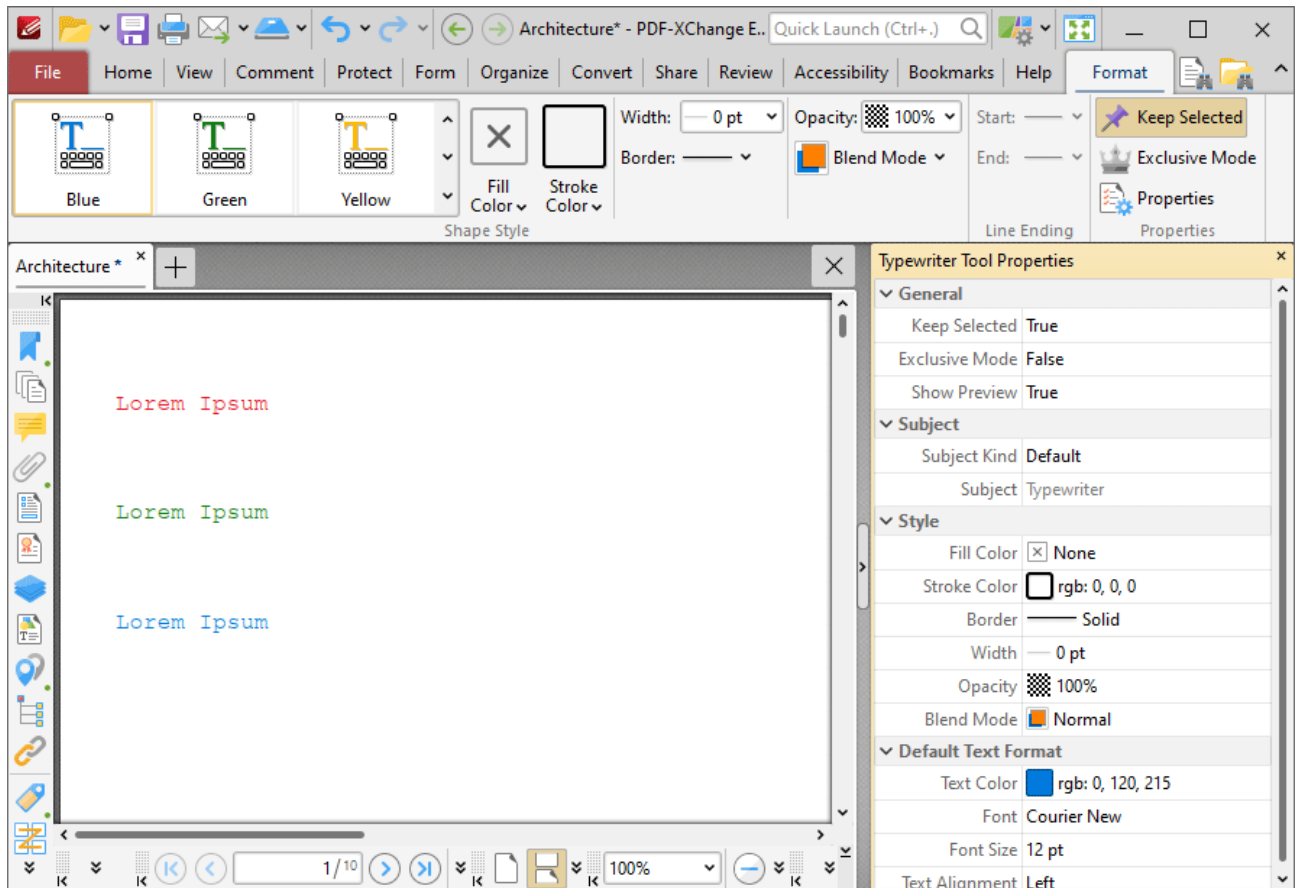 Architecture* - PDF-XChange E.. Quick Launch (Ctrl+.)
File Home View Comment Protect Form Organize Convert Share Review Accessibility Bookmarks Help Format
Width: 0 pt Opacity: 100% Start: Keep Selected
Border: Blend Mode End: Exclusive Mode
Blue Green Yellow Fill Color Stroke Color Properties
Shape Style Line Ending Properties
Architecture *
Lorem Ipsum
Lorem Ipsum
Lorem Ipsum
1/10 100%
Typewriter Tool Properties
General
Keep Selected True
Exclusive Mode False
Show Preview True
Subject
Subject Kind Default
Subject Typewriter
Style
Fill Color None
Stroke Color rgb: 0, 0, 0
Border Solid
Width 0 pt
Opacity 100%
Blend Mode Normal
Default Text Format
Text Color rgb: 0, 120, 215
Font Courier New
Font Size 12 pt
Text Alignment Left